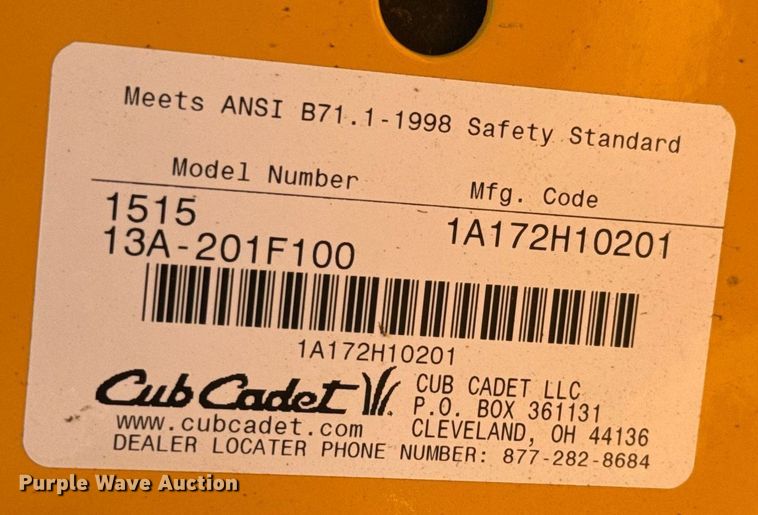 Meets ANSI B71.1-1998 Safety Standard
Model Number Mfg. Code
1515 1A172H10201
13A-201F100
1A172H10201
Cub Cadet
CUB CADET LLC
P.O. BOX 361131
www.cubcadet.com CLEVELAND, OH 44136
DEALER LOCATER PHONE NUMBER: 877-282-8684
Purple Wave Auction